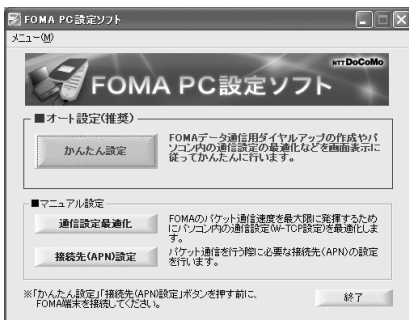 FOMA PC設定ソフト
メニュー(M)
NTT DoCoMo
FOMA PC設定ソフト
■オート設定(推奨)
かんたん設定
FOMAデータ通信用ダイヤルアップの作成やパ
ソコン内の通信設定の最適化などを画面表示に
従ってかんたんに行います。
■マニュアル設定
通信設定最適化
FOMAのパケット通信速度を最大限に発揮するため
にパソコン内の通信設定(W-TCP設定)を最適化しま
す。
接続先(APN)設定
パケット通信を行う際に必要な接続先(APN)の設定
を行います。
※「かんたん設定」「接続先(APN)設定」ボタンを押す前に、
FOMA端末を接続してください。
終了